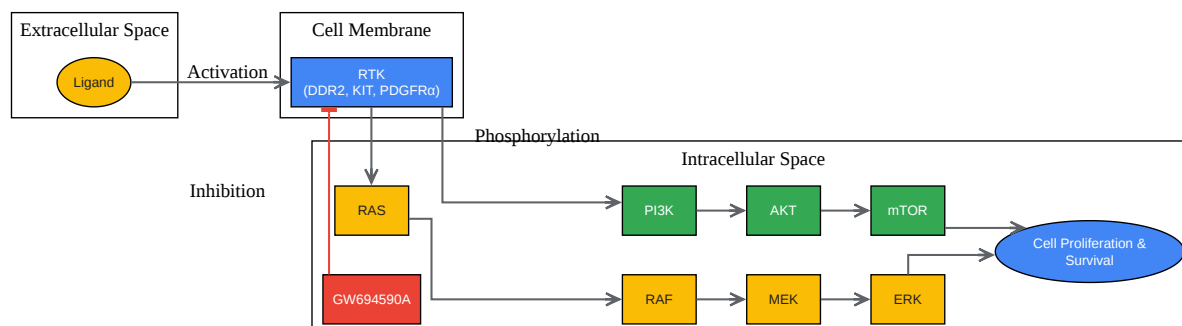 Extracellular Space
Cell Membrane
Ligand
Activation
RTK
(DDR2, KIT, PDGFRα)
Phosphorylation
Intracellular Space
Inhibition
RAS
PI3K
AKT
mTOR
Cell Proliferation &
Survival
GW694590A
RAF
MEK
ERK